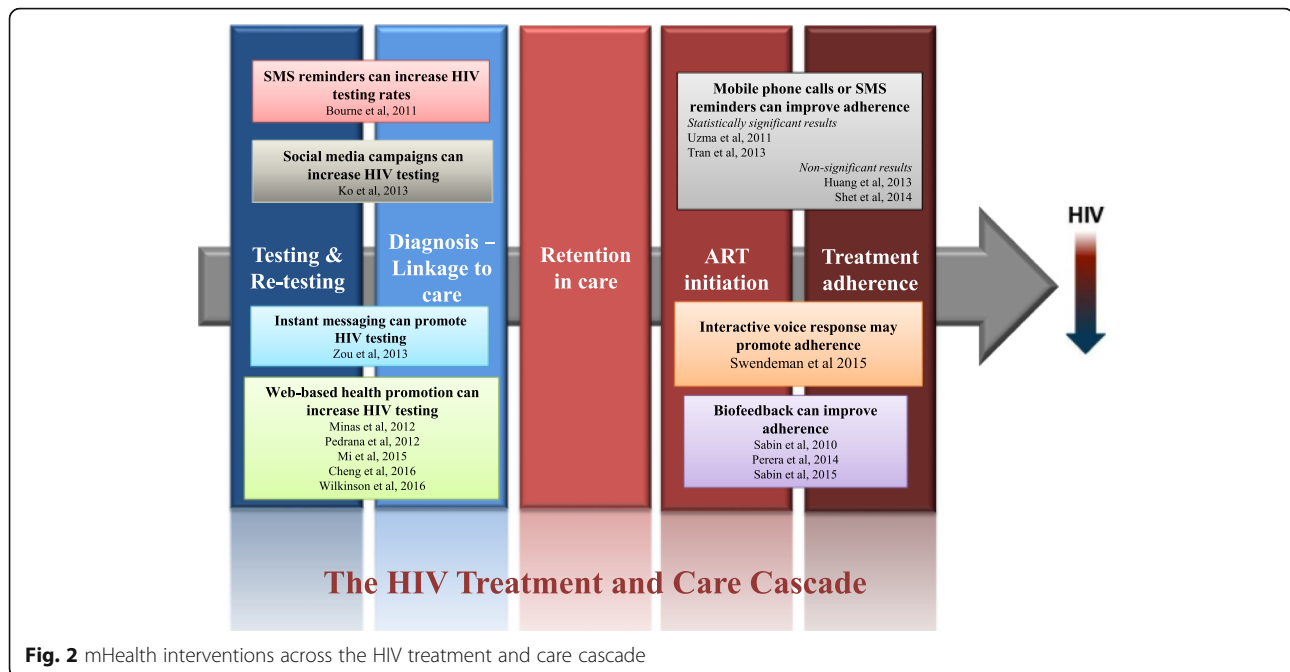 SMS reminders can increase HIV
testing rates
Bourne et al, 2011
Social media campaigns can
increase HIV testing
Ko et al, 2013
Mobile phone calls or SMS
reminders can improve adherence
Statistically significant results
Uzma et al, 2011
Tran et al, 2013
Non-significant results
Huang et al, 2013
Shet et al, 2014
Testing &
Re-testing
Diagnosis –
Linkage to
care
Retention
in care
ART
initiation
Treatment
adherence
HIV
Instant messaging can promote
HIV testing
Zou et al, 2013
Web-based health promotion can
increase HIV testing
Minas et al, 2012
Pedrana et al, 2012
Mi et al, 2015
Cheng et al, 2016
Wilkinson et al, 2016
Interactive voice response may
promote adherence
Swendeman et al 2015
Biofeedback can improve
adherence
Sabin et al, 2010
Perera et al, 2014
Sabin et al, 2015
The HIV Treatment and Care Cascade
Fig. 2 mHealth interventions across the HIV treatment and care cascade